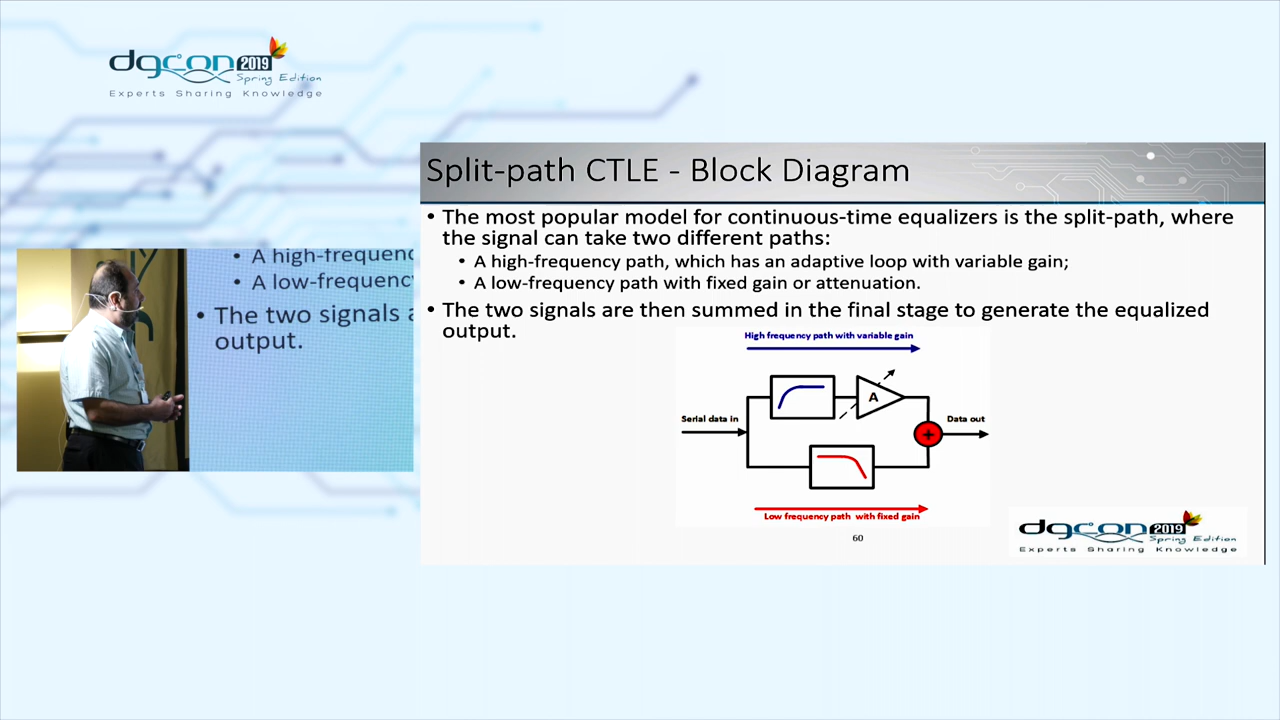 dgcon 2019
Spring Edition
Experts Sharing Knowledge
Split-path CTLE - Block Diagram
• The most popular model for continuous-time equalizers is the split-path, where
the signal can take two different paths:
• A high-frequency path, which has an adaptive loop with variable gain;
• A low-frequency path with fixed gain or attenuation.
• The two signals are then summed in the final stage to generate the equalized
output.
High frequency path with variable gain
A
Serial data in
Data out
+
Low frequency path with fixed gain
60
dgcon 2019
Spring Edition
Experts Sharing Knowledge
• A high-frequenc
• A low-frequency
• The two signals a
output.